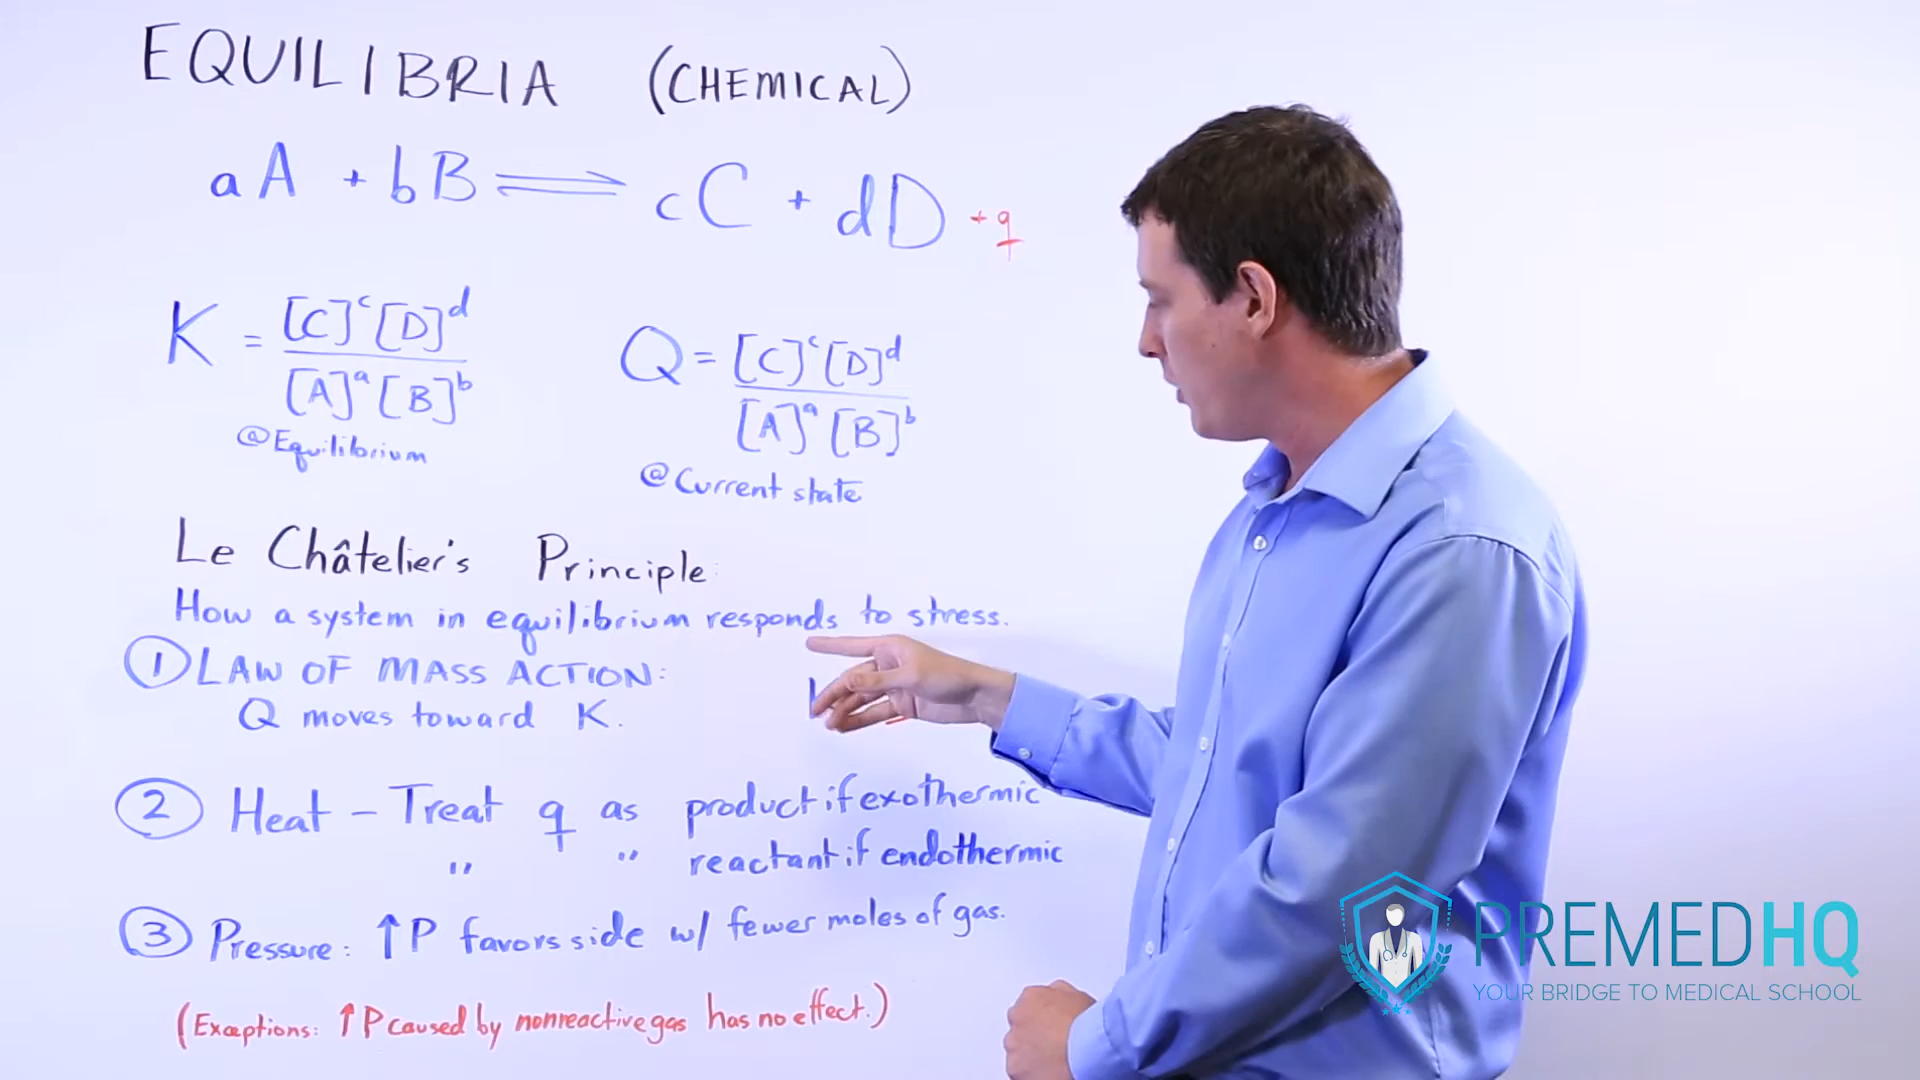 EQUILIBRIA (CHEMICAL)
aA + bB ⇌ cC + dD + q
K = [C]ᶜ[D]ᵈ / [A]ᵃ[B]ᵇ
@Equilibrium
Q = [C]ᶜ[D]ᵈ / [A]ᵃ[B]ᵇ
@Current state
Le Châtelier's Principle:
How a system in equilibrium responds to stress.
① LAW OF MASS ACTION:
Q moves toward K.
② Heat - Treat q as product if exothermic
" " reactant if endothermic
③ Pressure: ↑P favors side w/ fewer moles of gas.
(Exceptions: ↑P caused by nonreactive gas has no effect.)
PREMEDHQ
YOUR BRIDGE TO MEDICAL SCHOOL